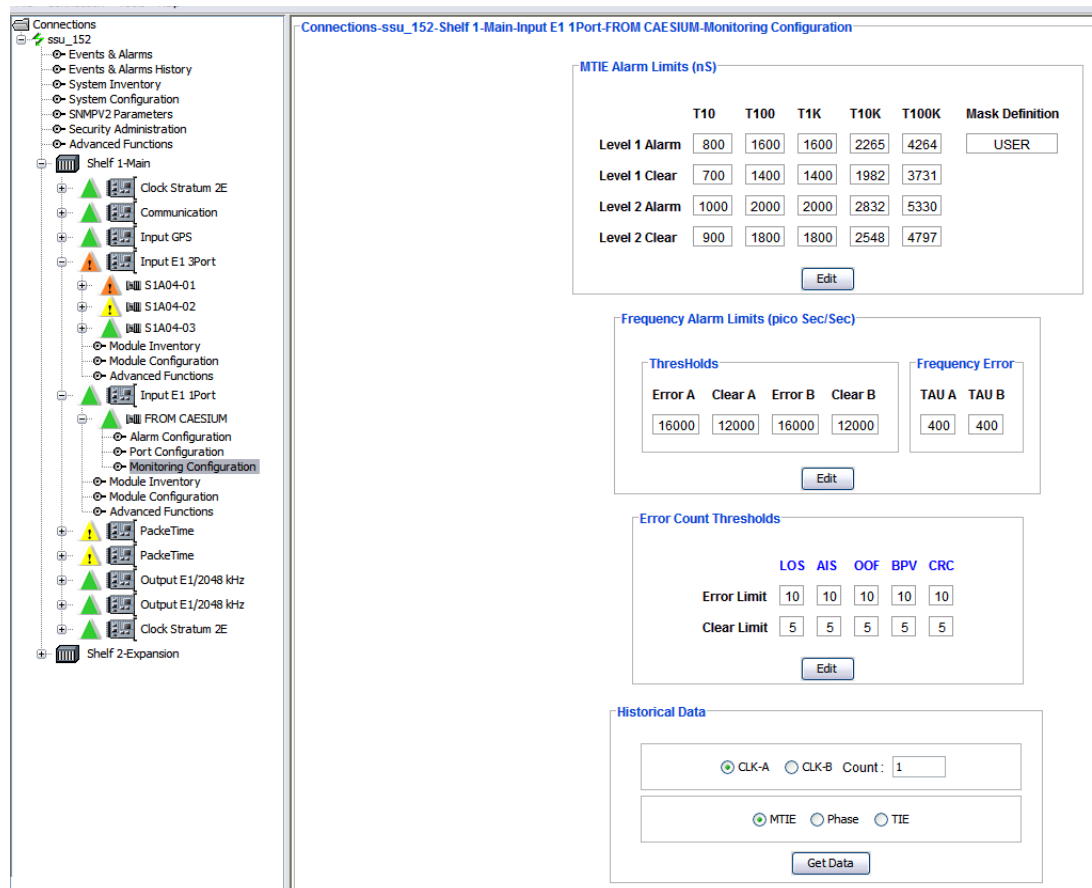 Connections
ssu_152
Events & Alarms
Events & Alarms History
System Inventory
System Configuration
SNMPV2 Parameters
Security Administration
Advanced Functions
Shelf 1-Main
Clock Stratum 2E
Communication
Input GPS
Input E1 3Port
S1A04-01
S1A04-02
S1A04-03
Module Inventory
Module Configuration
Advanced Functions
Input E1 1Port
FROM CAESIUM
Alarm Configuration
Port Configuration
Monitoring Configuration
Module Inventory
Module Configuration
Advanced Functions
PackeTime
PackeTime
Output E1/2048 kHz
Output E1/2048 kHz
Clock Stratum 2E
Shelf 2-Expansion
Connections-ssu_152-Shelf 1-Main-Input E1 1Port-FROM CAESIUM-Monitoring Configuration
MTIE Alarm Limits (nS)
T10 T100 T1K T10K T100K Mask Definition
Level 1 Alarm 800 1600 1600 2265 4264 USER
Level 1 Clear 700 1400 1400 1982 3731
Level 2 Alarm 1000 2000 2000 2832 5330
Level 2 Clear 900 1800 1800 2548 4797
Edit
Frequency Alarm Limits (pico Sec/Sec)
ThresHolds Frequency Error
Error A Clear A Error B Clear B TAU A TAU B
16000 12000 16000 12000 400 400
Edit
Error Count Thresholds
LOS AIS OOF BPV CRC
Error Limit 10 10 10 10 10
Clear Limit 5 5 5 5 5
Edit
Historical Data
CLK-A CLK-B Count : 1
MTIE Phase TIE
Get Data